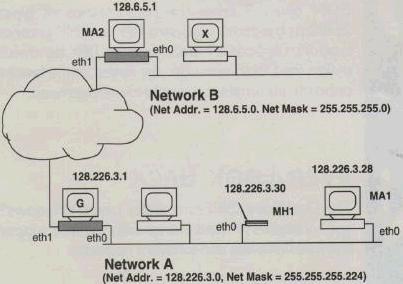 128.6.5.1
MA2
X
eth0
eth1
Network B
(Net Addr. = 128.6.5.0. Net Mask = 255.255.255.0)
128.226.3.1
128.226.3.28
128.226.3.30
G
MH1
MA1
eth1
eth0
eth0
eth0
Network A
(Net Addr. = 128.226.3.0, Net Mask = 255.255.255.224)